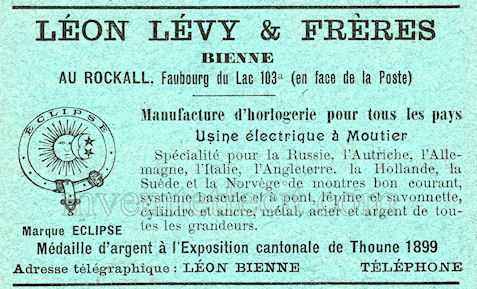 LÉON LÉVY & FRÈRES
BIENNE
AU ROCKALL, Faubourg du Lac 103a (en face de la Poste)
ÉCLIPSE
Manufacture d'horlogerie pour tous les pays
Usine électrique à Moutier
Spécialité pour la Russie, l'Autriche, l'Alle-
magne, l'Italie, l'Angleterre, la Hollande, la
Suède et la Norvège de montres bon courant,
système bascule et à pont, lépine et savonnette,
cylindre et ancre, métal, acier et argent de tou-
tes les grandeurs.
Marque ECLIPSE
Médaille d'argent à l'Exposition cantonale de Thoune 1899
Adresse télégraphique : LÉON BIENNE TÉLÉPHONE